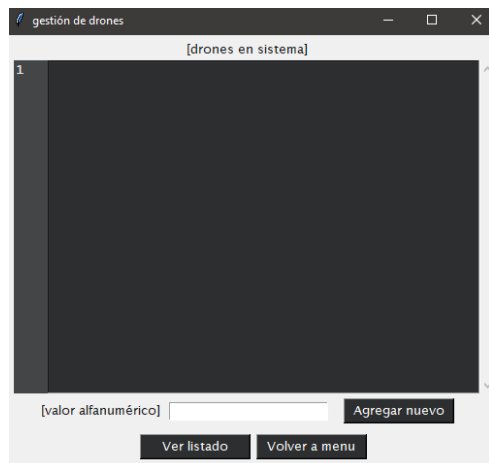 gestión de drones
[drones en sistema]
1
[valor alfanumérico] Agregar nuevo
Ver listado Volver a menu